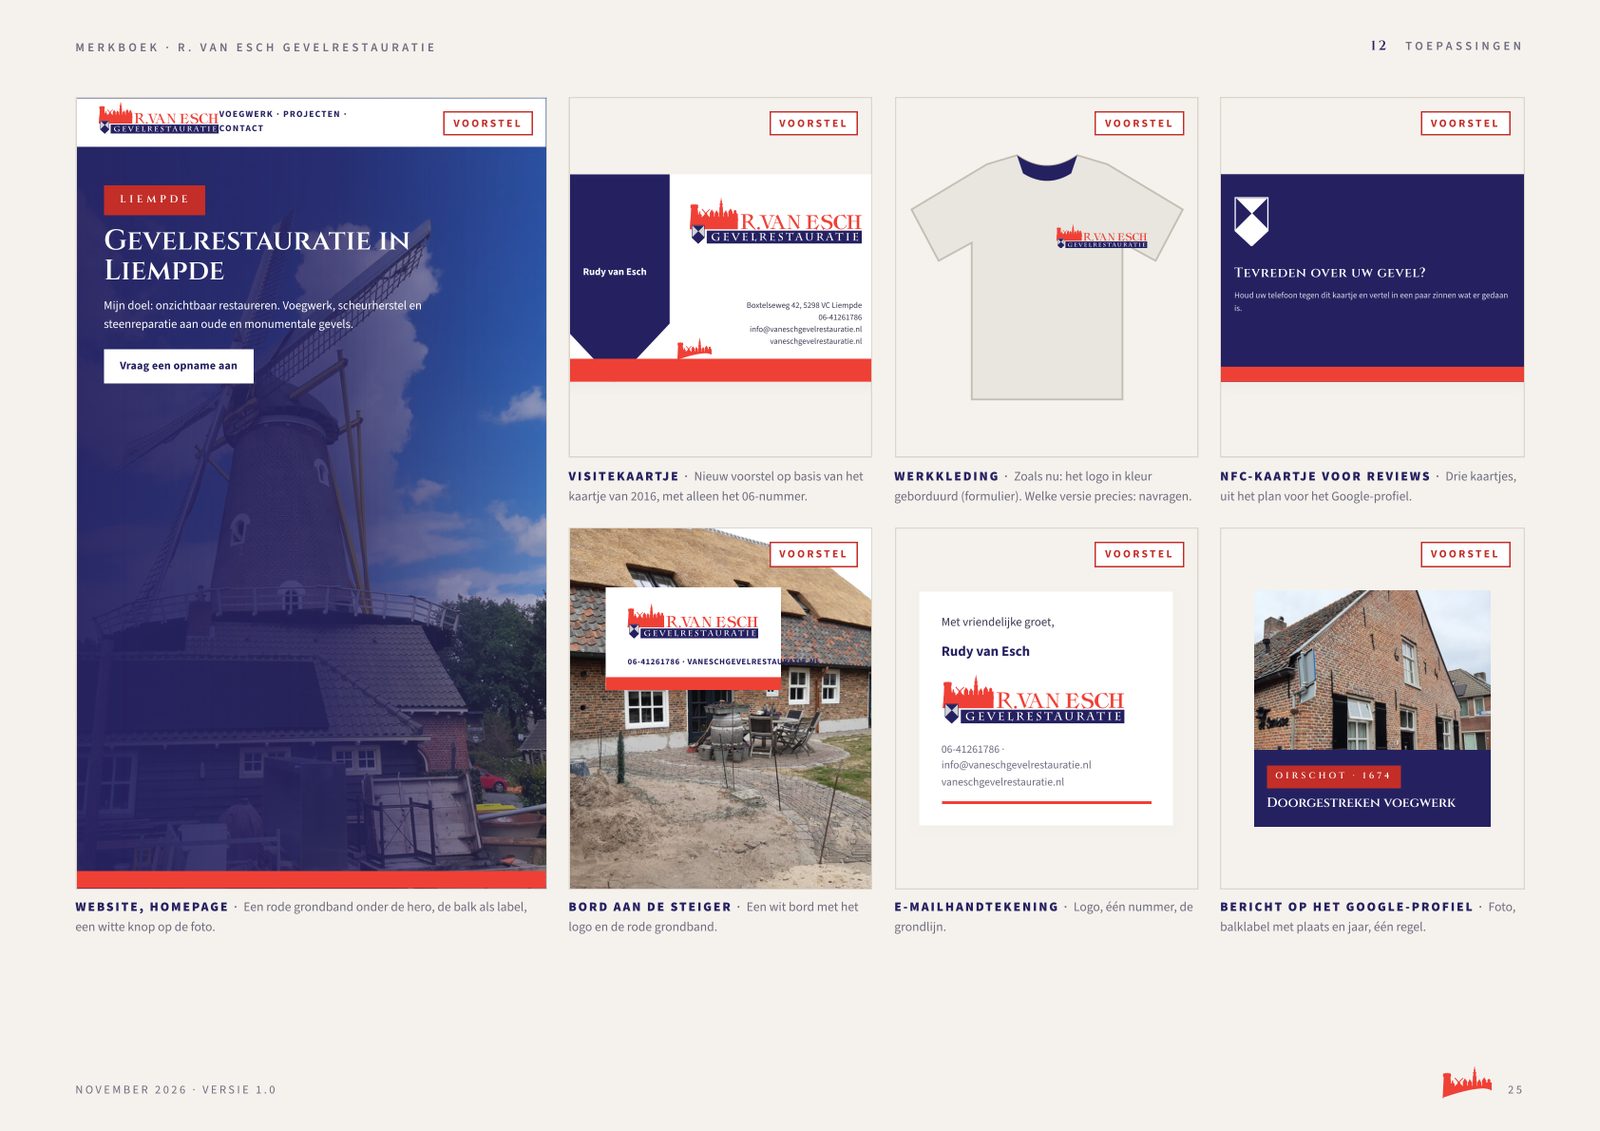 MERKBOEK · R. VAN ESCH GEVELRESTAURATIE
12 TOEPASSINGEN
R.VAN ESCH
GEVELRESTAURATIE
VOEGWERK · PROJECTEN ·
CONTACT
VOORSTEL
LIEMPDE
GEVELRESTAURATIE IN
LIEMPDE
Mijn doel: onzichtbaar restaureren. Voegwerk, scheurherstel en
steenreparatie aan oude en monumentale gevels.
Vraag een opname aan
WEBSITE, HOMEPAGE · Een rode grondband onder de hero, de balk als label,
een witte knop op de foto.
VOORSTEL
R.VAN ESCH
GEVELRESTAURATIE
Rudy van Esch
Boxtelseweg 42, 5298 VC Liempde
06-41261786
info@vaneschgevelrestauratie.nl
vaneschgevelrestauratie.nl
VISITEKAARTJE · Nieuw voorstel op basis van het
kaartje van 2016, met alleen het 06-nummer.
VOORSTEL
R.VAN ESCH
GEVELRESTAURATIE
WERKKLEDING · Zoals nu: het logo in kleur
geborduurd (formulier). Welke versie precies: navragen.
VOORSTEL
TEVREDEN OVER UW GEVEL?
Houd uw telefoon tegen dit kaartje en vertel in een paar zinnen wat er gedaan
is.
NFC-KAARTJE VOOR REVIEWS · Drie kaartjes,
uit het plan voor het Google-profiel.
VOORSTEL
R.VAN ESCH
GEVELRESTAURATIE
06-41261786 · VANESCHGEVELRESTAURATIE.NL
BORD AAN DE STEIGER · Een wit bord met het
logo en de rode grondband.
VOORSTEL
Met vriendelijke groet,
Rudy van Esch
R.VAN ESCH
GEVELRESTAURATIE
06-41261786 ·
info@vaneschgevelrestauratie.nl
vaneschgevelrestauratie.nl
E-MAILHANDTEKENING · Logo, één nummer, de
grondlijn.
VOORSTEL
OIRSCHOT · 1674
DOORGESTREKEN VOEGWERK
BERICHT OP HET GOOGLE-PROFIEL · Foto,
balklabel met plaats en jaar, één regel.
NOVEMBER 2026 · VERSIE 1.0
25